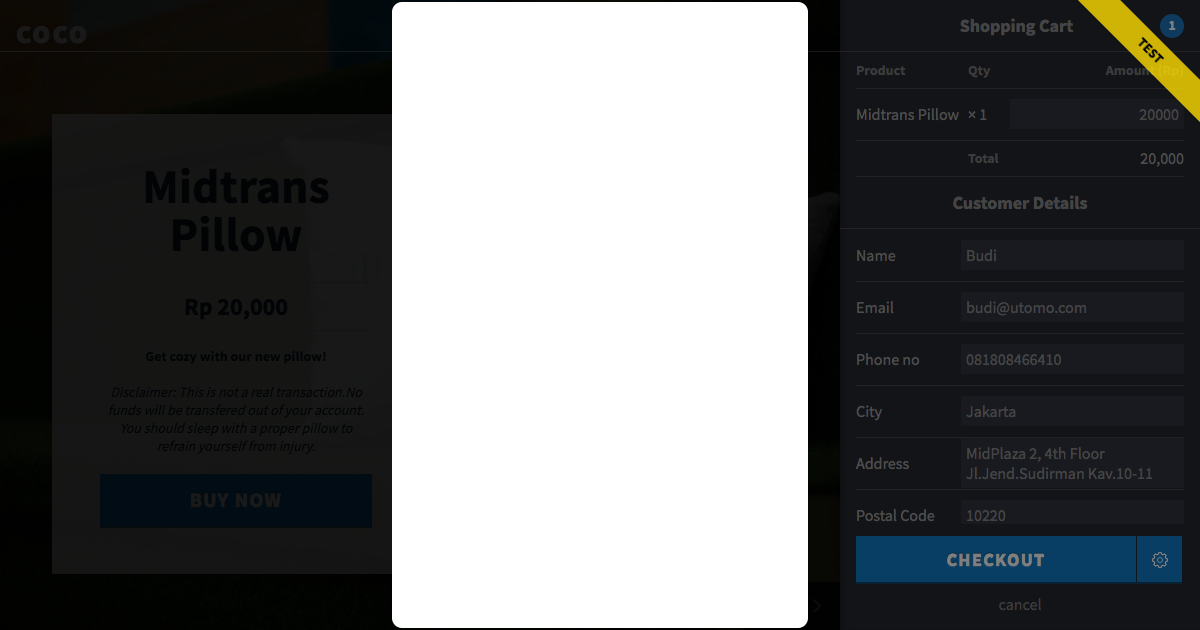 coco
Midtrans
Pillow
Rp 20,000
Get cozy with our new pillow!
Disclaimer: This is not a real transaction.No
funds will be transfered out of your account.
You should sleep with a proper pillow to
refrain yourself from injury.
BUY NOW
Shopping Cart 1
TEST
Product Qty Amount (Rp)
Midtrans Pillow × 1 20000
Total 20,000
Customer Details
Name Budi
Email budi@utomo.com
Phone no 081808466410
City Jakarta
Address MidPlaza 2, 4th Floor
Jl.Jend.Sudirman Kav.10-11
Postal Code 10220
CHECKOUT
cancel